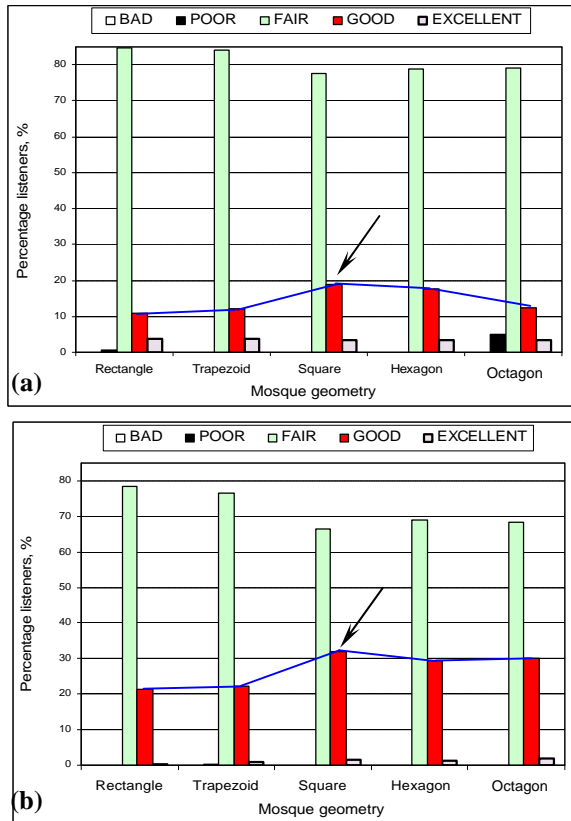 BAD POOR FAIR GOOD EXCELLENT
80
70
60
50
40
30
20
10
0
Percentage listeners, %
Rectangle Trapezoid Square Hexagon Octagon
Mosque geometry
(a)
BAD POOR FAIR GOOD EXCELLENT
80
70
60
50
40
30
20
10
0
Percentage listeners, %
Rectangle Trapezoid Square Hexagon Octagon
Mosque geometry
(b)